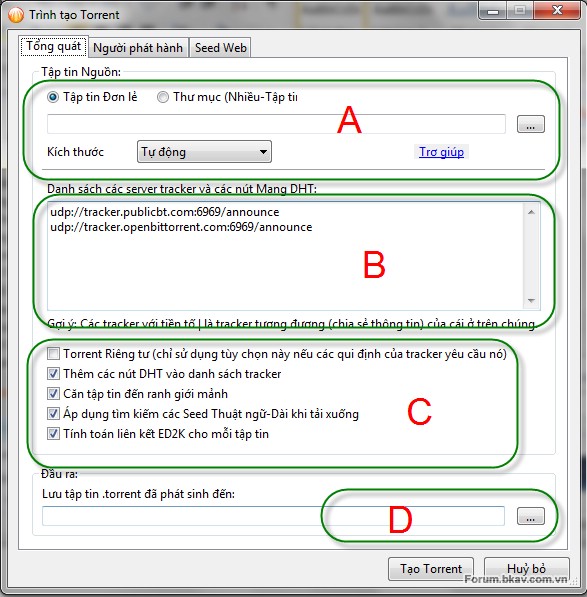 Trình tạo Torrent
Tổng quát
Người phát hành
Seed Web
Tập tin Nguồn:
Tập tin Đơn lẻ
Thư mục (Nhiều-Tập tin
A
...
Kích thước
Tự động
Trợ giúp
Danh sách các server tracker và các nút Mạng DHT:
udp://tracker.publicbt.com:6969/announce
udp://tracker.openbittorrent.com:6969/announce
B
Gợi ý: Các tracker với tiền tố | là tracker tương đương (chia sẻ thông tin) của cái ở trên chúng.
Torrent Riêng tư (chỉ sử dụng tùy chọn này nếu các qui định của tracker yêu cầu nó)
Thêm các nút DHT vào danh sách tracker
Căn tập tin đến ranh giới mảnh
Áp dụng tìm kiếm các Seed Thuật ngữ-Dài khi tải xuống
Tính toán liên kết ED2K cho mỗi tập tin
C
Đầu ra:
Lưu tập tin .torrent đã phát sinh đến:
D
...
Tạo Torrent
Huỷ bỏ
Forum.bkav.com.vn